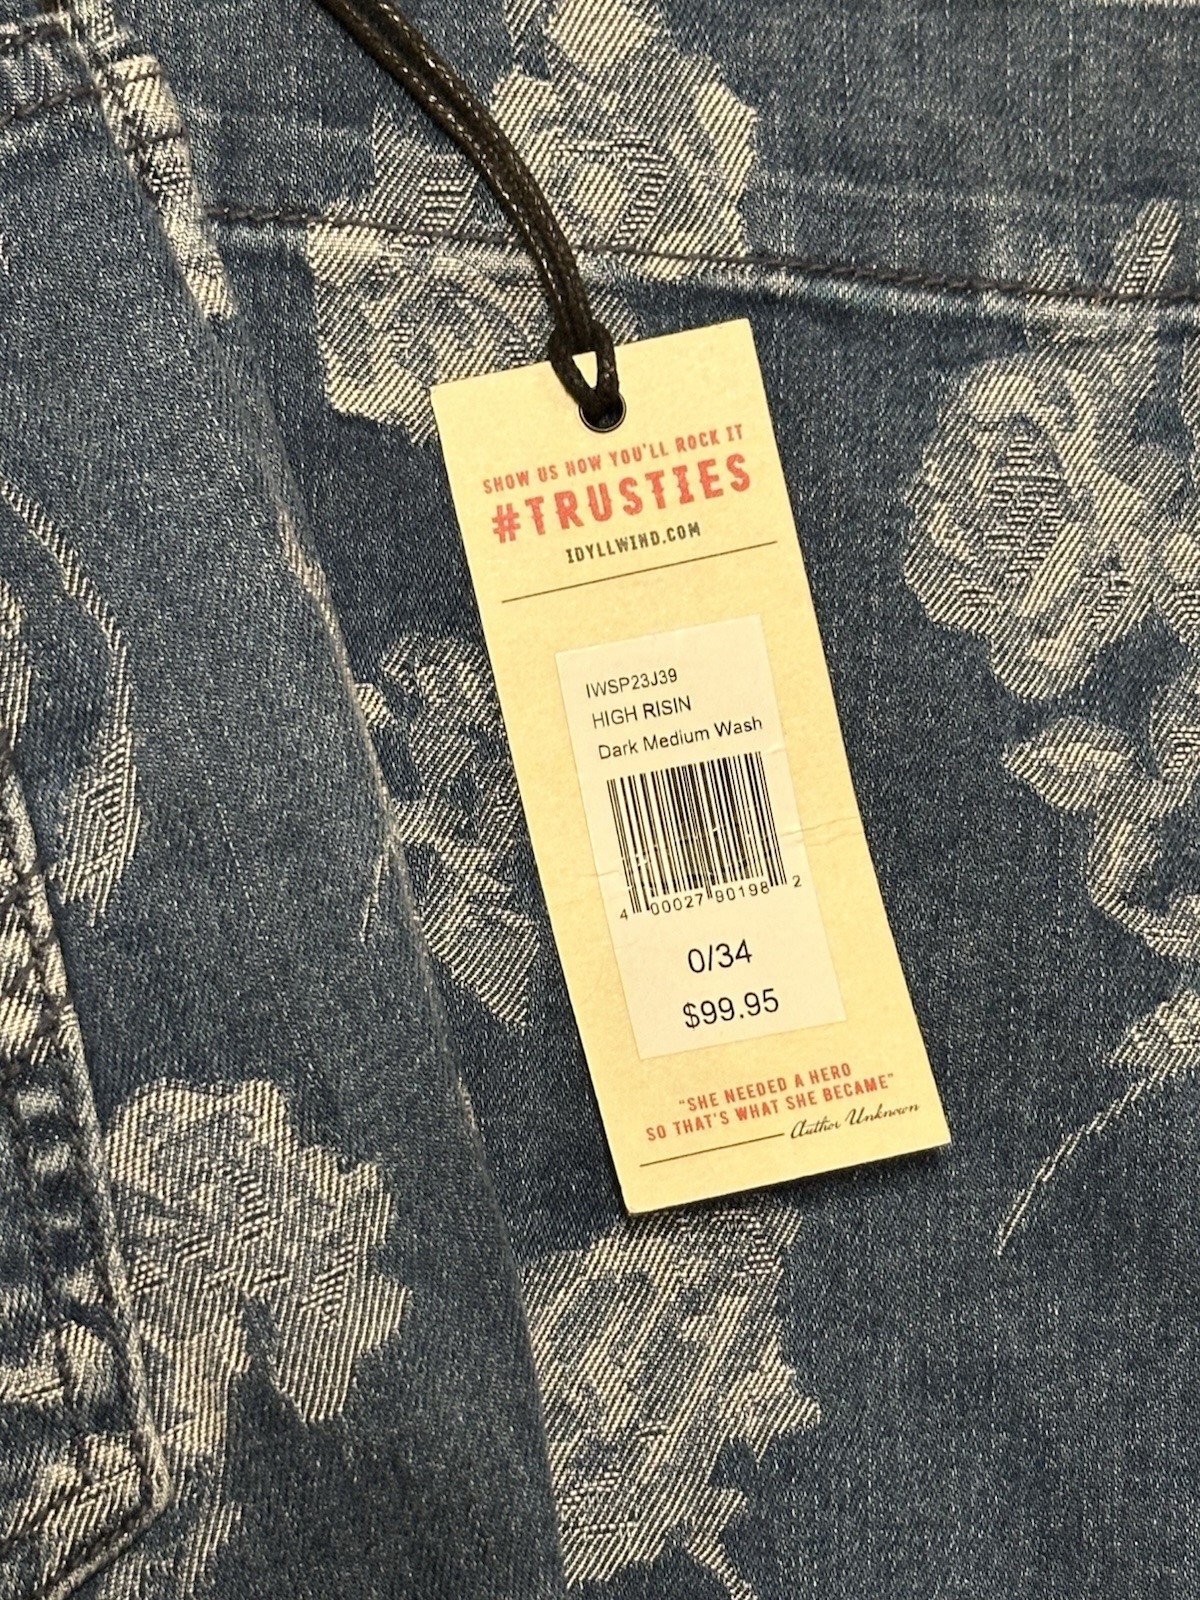 SHOW US HOW YOU'LL ROCK IT
#TRUSTIES
IDYLLWIND.COM
IWSP23J39
HIGH RISIN
Dark Medium Wash
4 00027 90198 2
0/34
$99.95
"SHE NEEDED A HERO
SO THAT'S WHAT SHE BECAME"
Author Unknown